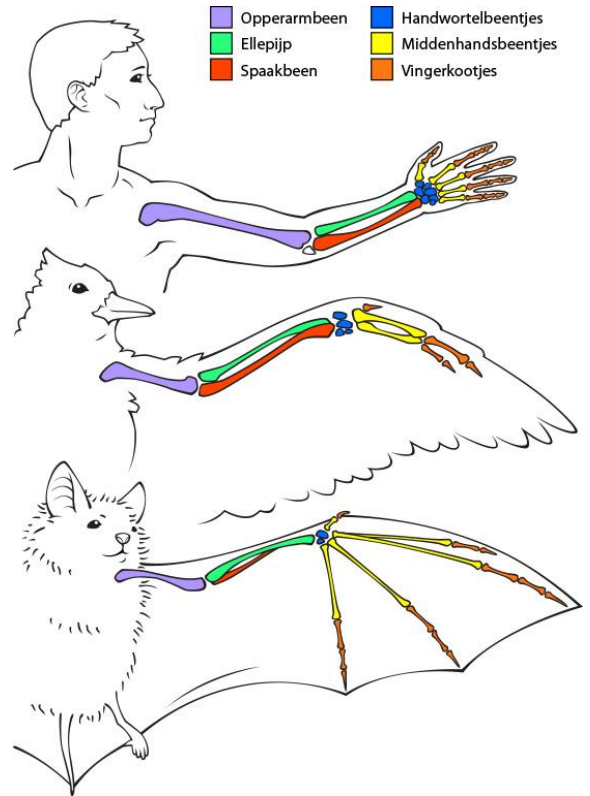 Opperarmbeen
Ellepijp
Spaakbeen
Handwortelbeentjes
Middenhandsbeentjes
Vingerkootjes